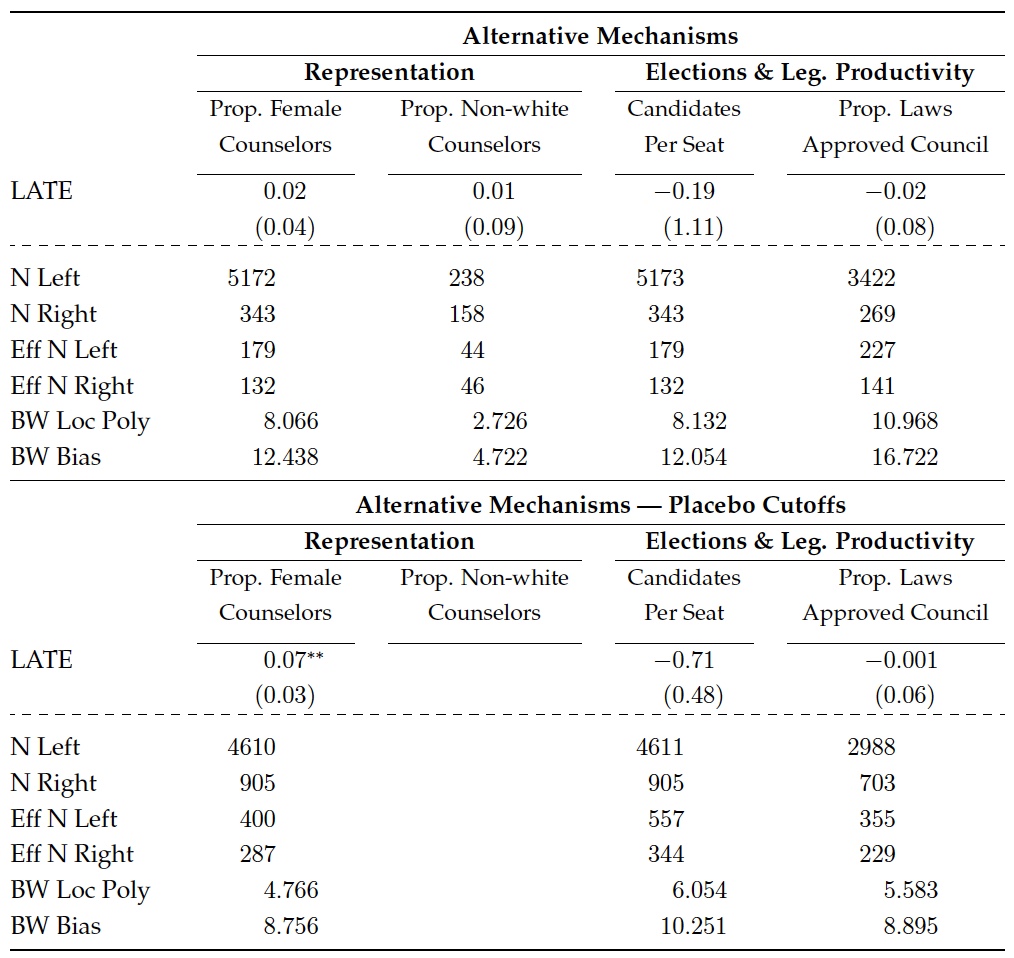 Alternative Mechanisms
Representation Elections & Leg. Productivity
Prop. Female Prop. Non-white Candidates Prop. Laws
Counselors Counselors Per Seat Approved Council
LATE 0.02 0.01 −0.19 −0.02
(0.04) (0.09) (1.11) (0.08)
N Left 5172 238 5173 3422
N Right 343 158 343 269
Eff N Left 179 44 179 227
Eff N Right 132 46 132 141
BW Loc Poly 8.066 2.726 8.132 10.968
BW Bias 12.438 4.722 12.054 16.722
Alternative Mechanisms — Placebo Cutoffs
Representation Elections & Leg. Productivity
Prop. Female Prop. Non-white Candidates Prop. Laws
Counselors Counselors Per Seat Approved Council
LATE 0.07** −0.71 −0.001
(0.03) (0.48) (0.06)
N Left 4610 4611 2988
N Right 905 905 703
Eff N Left 400 557 355
Eff N Right 287 344 229
BW Loc Poly 4.766 6.054 5.583
BW Bias 8.756 10.251 8.895